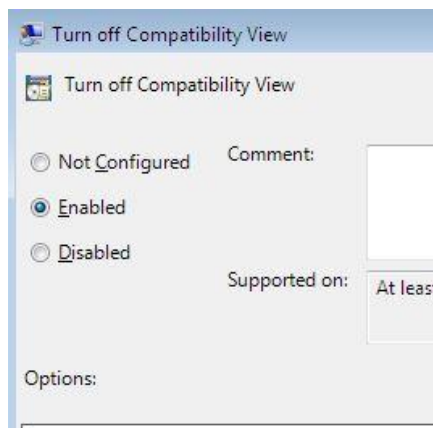 Turn off Compatibility View
Turn off Compatibility View
Not Configured
Comment:
Enabled
Disabled
Supported on:
At leas
Options: